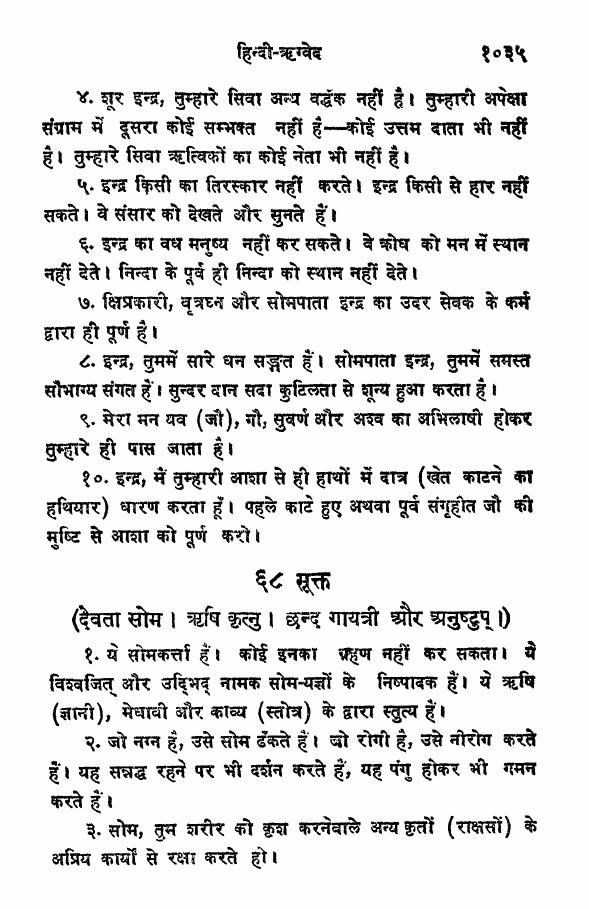 हिन्दी-ऋग्वेद १०३५
४. शूर इन्द्र, तुम्हारे सिवा अन्य वर्द्धक नहीं है। तुम्हारी अपेक्षा
संग्राम में दूसरा कोई सम्भक्त नहीं है—कोई उत्तम दाता भी नहीं
है। तुम्हारे सिवा ऋत्विकों का कोई नेता भी नहीं है।
५. इन्द्र किसी का तिरस्कार नहीं करते। इन्द्र किसी से हार नहीं
सकते। वे संसार को देखते और सुनते हैं।
६. इन्द्र का वध मनुष्य नहीं कर सकते। वे क्रोध को मन में स्थान
नहीं देते। निन्दा के पूर्व ही निन्दा को स्थान नहीं देते।
७. क्षिप्रकारी, वृत्रघ्न और सोमपाता इन्द्र का उदर सेवक के कर्म
द्वारा ही पूर्ण है।
८. इन्द्र, तुममें सारे धन सङ्गत हैं। सोमपाता इन्द्र, तुममें समस्त
सौभाग्य संगत हैं। सुन्दर दान सदा कुटिलता से शून्य हुआ करता है।
९. मेरा मन यव (जौ), गौ, सुवर्ण और अश्व का अभिलाषी होकर
तुम्हारे ही पास जाता है।
१०. इन्द्र, मैं तुम्हारी आशा से ही हाथों में दात्र (खेत काटने का
हथियार) धारण करता हूँ। पहले काटे हुए अथवा पूर्व संगृहीत जौ की
मुष्टि से आशा को पूर्ण करो।
६८ सूक्त
(देवता सोम। ऋषि कृत्नु। छन्द गायत्री और अनुष्टुप्।)
१. ये सोमकर्त्ता हैं। कोई इनका ग्रहण नहीं कर सकता। ये
विश्वजित् और उद्भिद् नामक सोम-यज्ञों के निष्पादक हैं। ये ऋषि
(ज्ञानी), मेधावी और काव्य (स्तोत्र) के द्वारा स्तुत्य हैं।
२. जो नग्न है, उसे सोम ढँकते हैं। जो रोगी है, उसे नीरोग करते
हैं। यह सन्नद्ध रहने पर भी दर्शन करते हैं, यह पंगु होकर भी गमन
करते हैं।
३. सोम, तुम शरीर को कृश करनेवाले अन्य कृतों (राक्षसों) के
अप्रिय कार्यों से रक्षा करते हो।